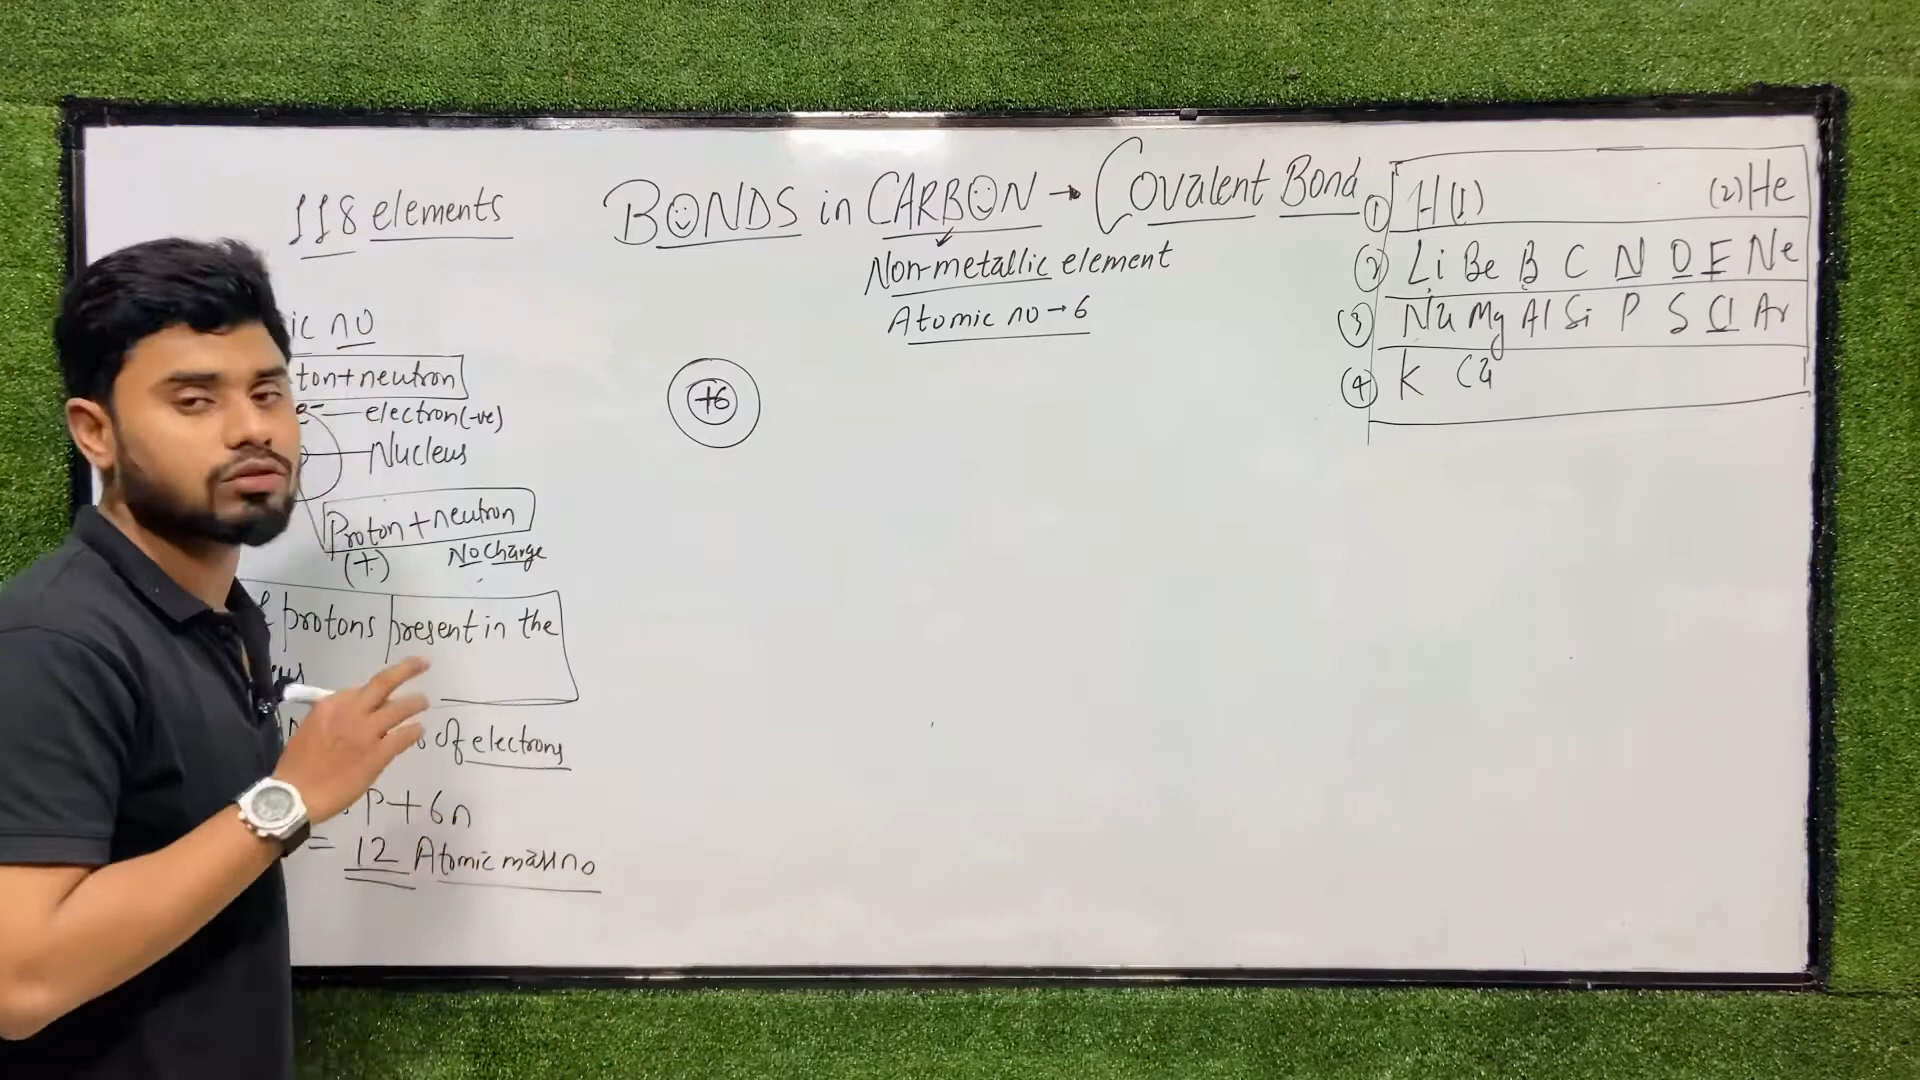 118 elements
ic no
ton+neutron
e- electron(-ve)
Nucleus
Proton+neutron
(+) No charge
protons present in the
of electrons
P+6n
= 12 Atomic mass no
BONDS in CARBON → Covalent Bond
Non-metallic element
Atomic no → 6
+6
(1) H(1) (2)He
(2) Li Be B C N O F Ne
(3) Na Mg Al Si P S Cl Ar
(4) K Ca